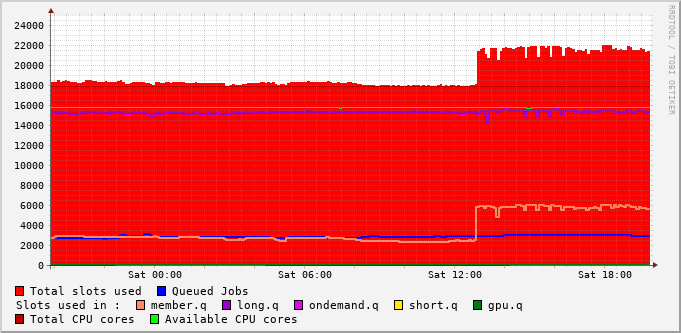 RRDTOOL / TOBI OETIKER
24000
22000
20000
18000
16000
14000
12000
10000
8000
6000
4000
2000
0
Sat 00:00 Sat 06:00 Sat 12:00 Sat 18:00
Total slots used Queued Jobs
Slots used in : member.q long.q ondemand.q short.q gpu.q
Total CPU cores Available CPU cores